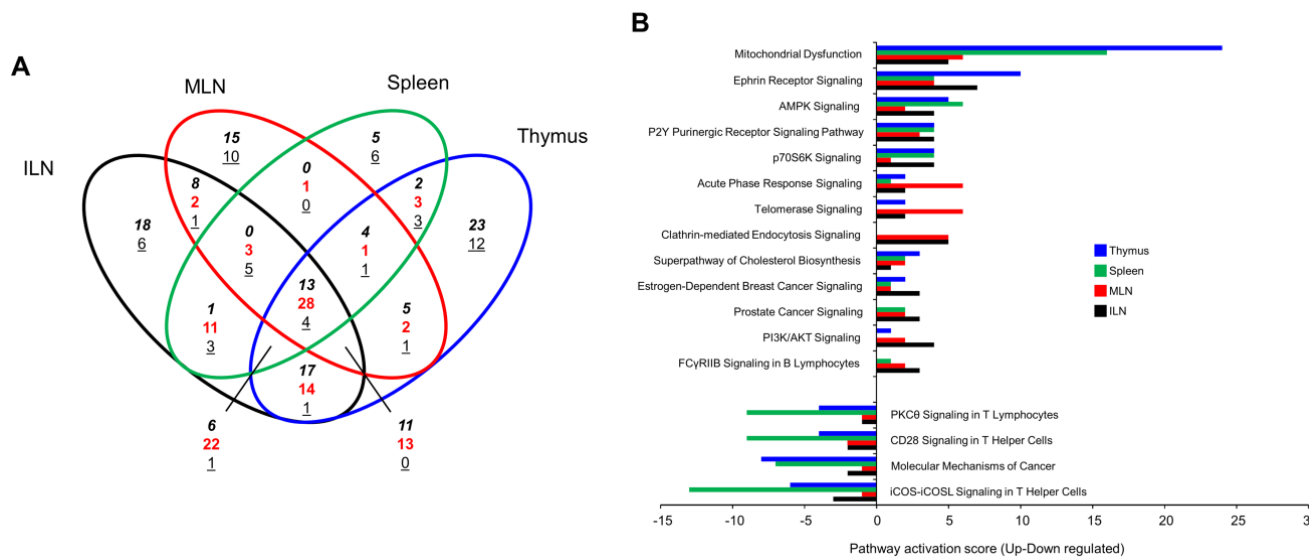 A
MLN
Spleen
Thymus
ILN
15
10
5
6
0
1
0
8
2
1
2
3
3
18
6
23
12
0
3
5
4
1
1
13
28
4
1
11
3
5
2
1
17
14
1
6
22
1
11
13
0
B
Mitochondrial Dysfunction
Ephrin Receptor Signaling
AMPK Signaling
P2Y Purinergic Receptor Signaling Pathway
p70S6K Signaling
Acute Phase Response Signaling
Telomerase Signaling
Clathrin-mediated Endocytosis Signaling
Superpathway of Cholesterol Biosynthesis
Estrogen-Dependent Breast Cancer Signaling
Prostate Cancer Signaling
PI3K/AKT Signaling
FCγRIIB Signaling in B Lymphocytes
Thymus
Spleen
MLN
ILN
PKCθ Signaling in T Lymphocytes
CD28 Signaling in T Helper Cells
Molecular Mechanisms of Cancer
iCOS-iCOSL Signaling in T Helper Cells
-15 -10 -5 0 5 10 15 20 25 30
Pathway activation score (Up-Down regulated)